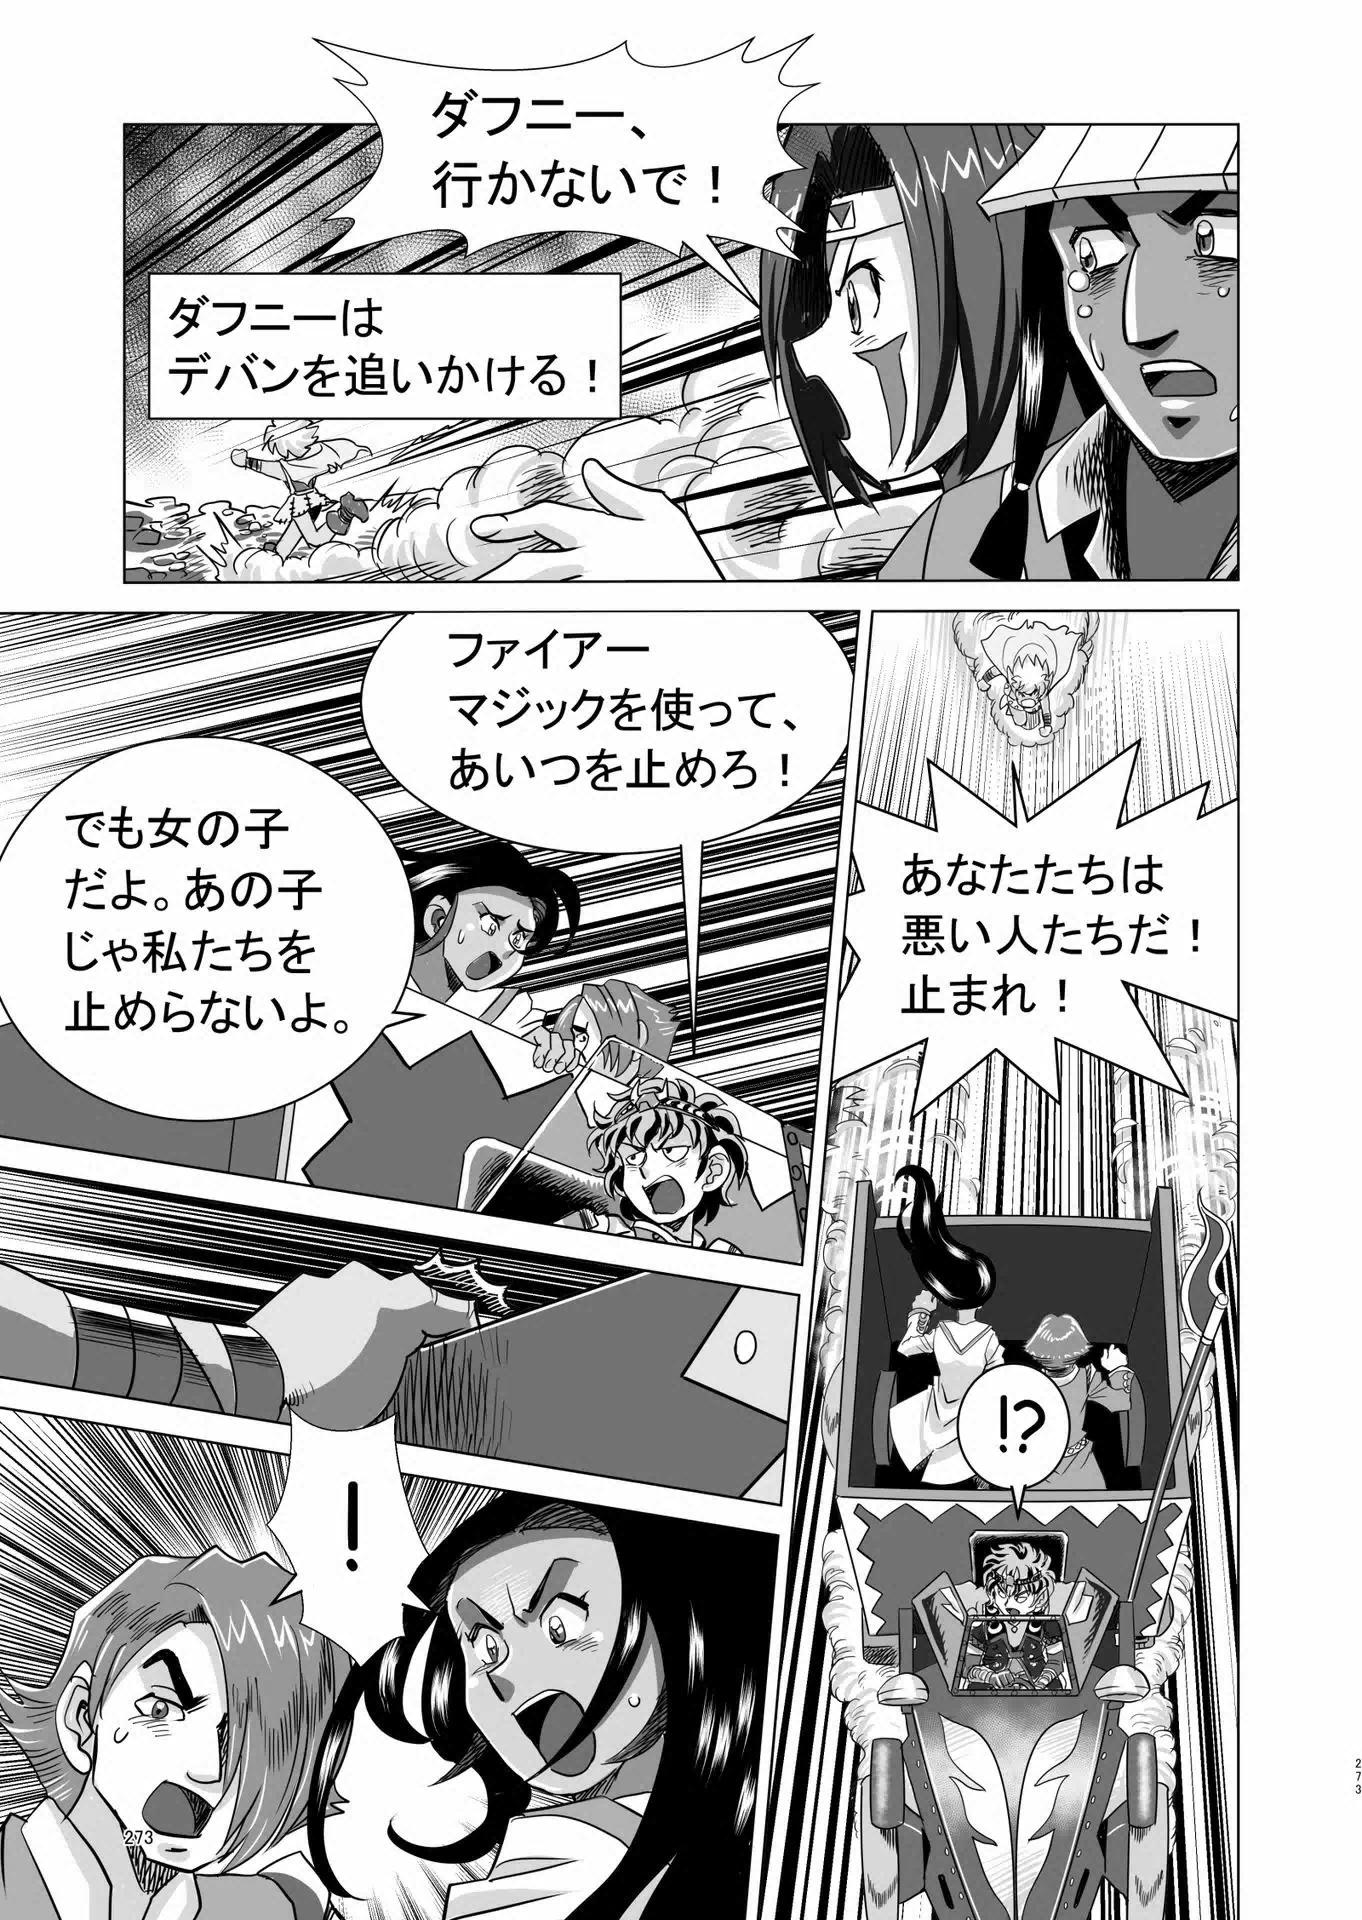 ダフニー、
行かないで！
ダフニーは
デバンを追いかける！
あなたたちは
悪い人たちだ！
止まれ！
!?
ファイアー
マジックを使って、
あいつを止めろ！
でも女の子
だよ。あの子
じゃ私たちを
止めらないよ。
！
273
273